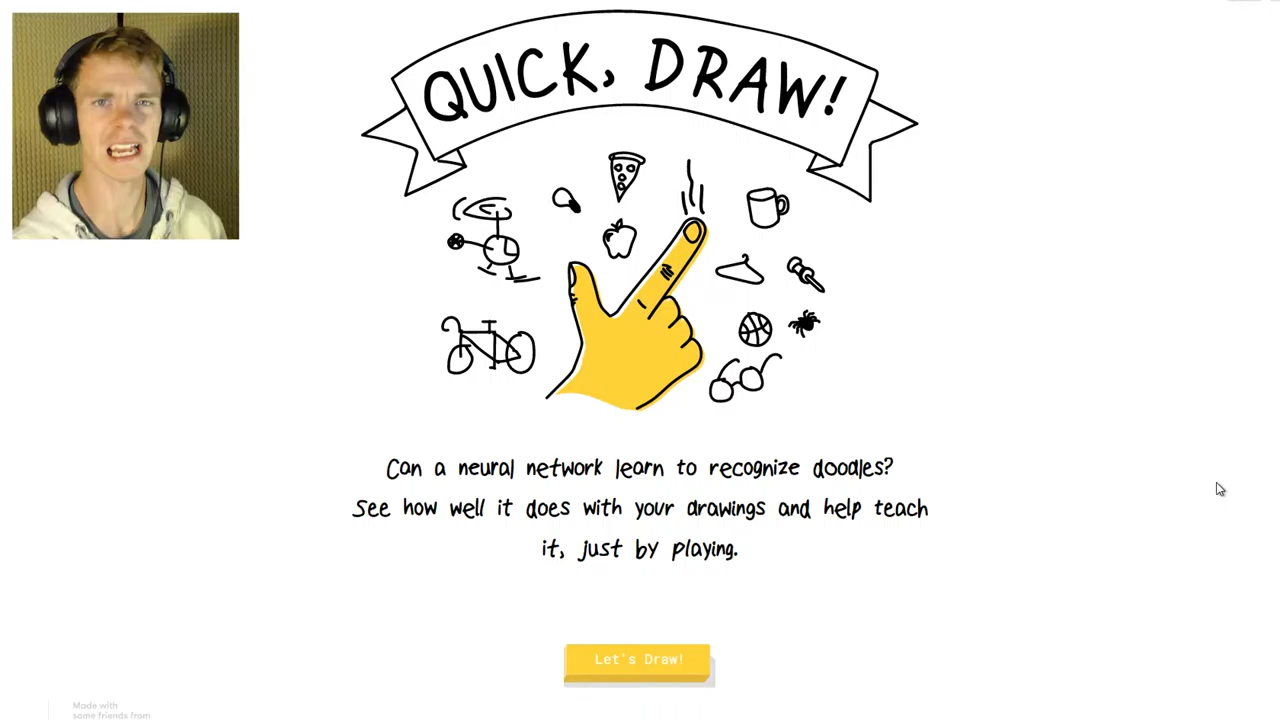 QUICK, DRAW!
Can a neural network learn to recognize doodles?
See how well it does with your drawings and help teach
it, just by playing.
Let's Draw!
Made with
some friends from